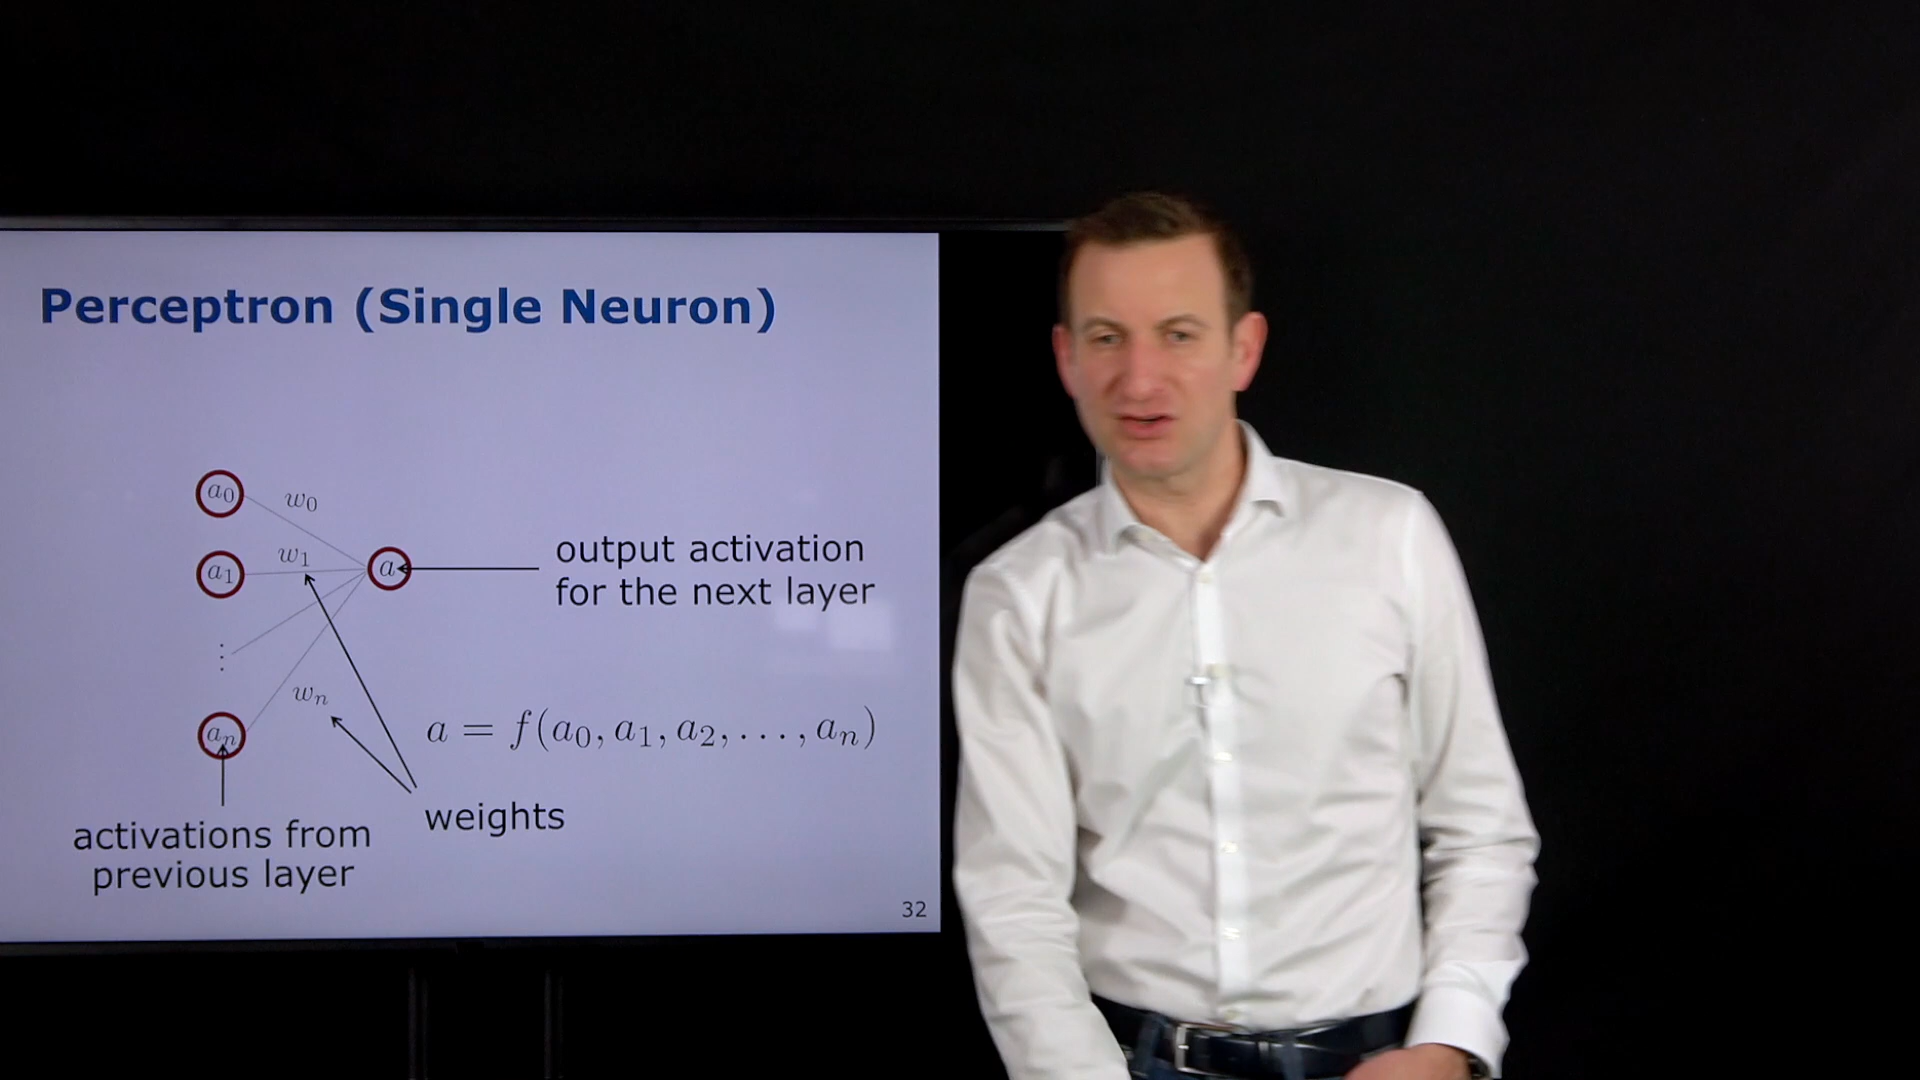 Perceptron (Single Neuron)
a₀
w₀
w₁
a₁
a
output activation
for the next layer
⋮
wₙ
aₙ
a = f(a₀, a₁, a₂, . . . , aₙ)
weights
activations from
previous layer
32